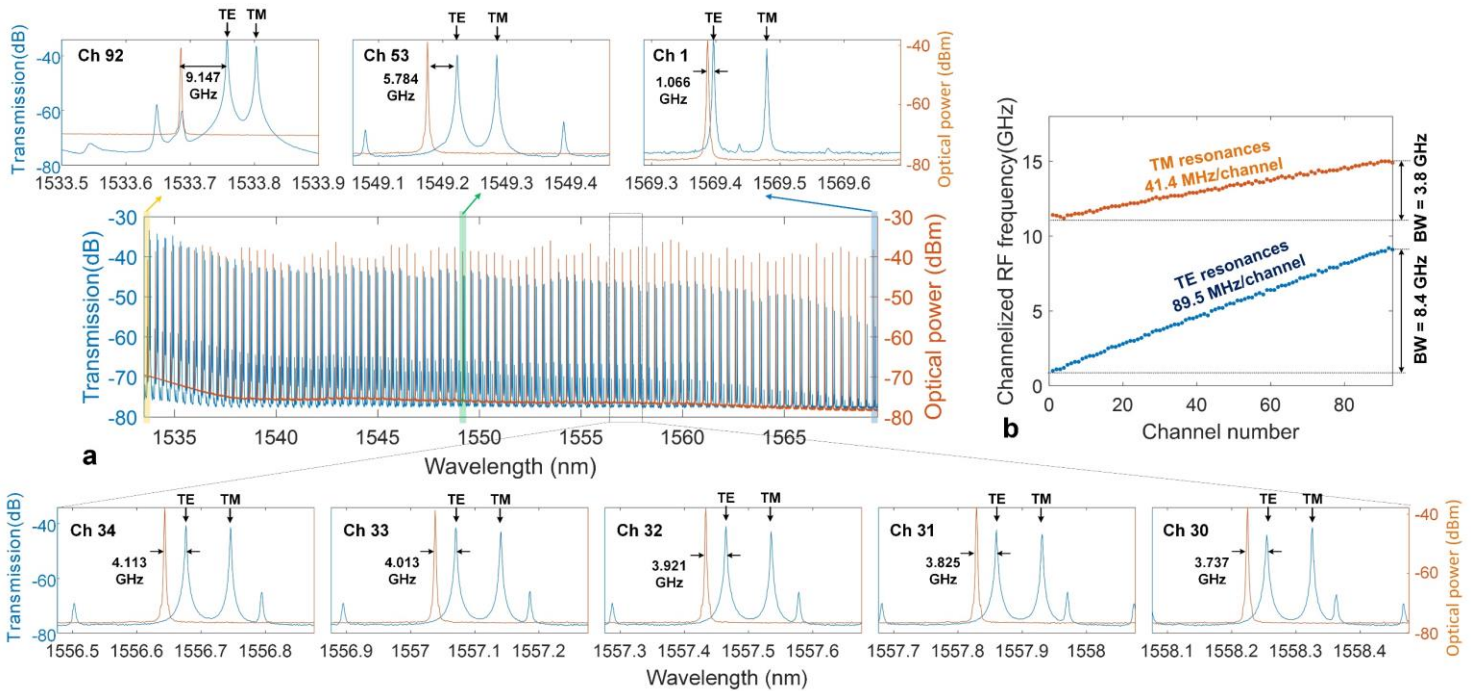 TE TM TE TM TE TM
Transmission(dB)
-40
-60
-80
Ch 92
9.147
GHz
Ch 53
5.784
GHz
Ch 1
1.066
GHz
-40
-60
-80
Optical power (dBm)
1533.5 1533.6 1533.7 1533.8 1533.9
1549.1 1549.2 1549.3 1549.4
1569.3 1569.4 1569.5 1569.6
Transmission(dB)
-30
-40
-50
-60
-70
-80
-30
-40
-50
-60
-70
-80
Optical power (dBm)
1535 1540 1545 1550 1555 1560 1565
a
Wavelength (nm)
Channelized RF frequency(GHz)
15
10
5
0
TM resonances
41.4 MHz/channel
TE resonances
89.5 MHz/channel
BW = 3.8 GHz
BW = 8.4 GHz
0 20 40 60 80
b
Channel number
TE TM TE TM TE TM TE TM TE TM
Transmission(dB)
-40
-60
-80
Ch 34
4.113
GHz
Ch 33
4.013
GHz
Ch 32
3.921
GHz
Ch 31
3.825
GHz
Ch 30
3.737
GHz
-40
-60
-80
Optical power (dBm)
1556.5 1556.6 1556.7 1556.8
1556.9 1557 1557.1 1557.2
1557.3 1557.4 1557.5 1557.6
1557.7 1557.8 1557.9 1558
1558.1 1558.2 1558.3 1558.4
Wavelength (nm)